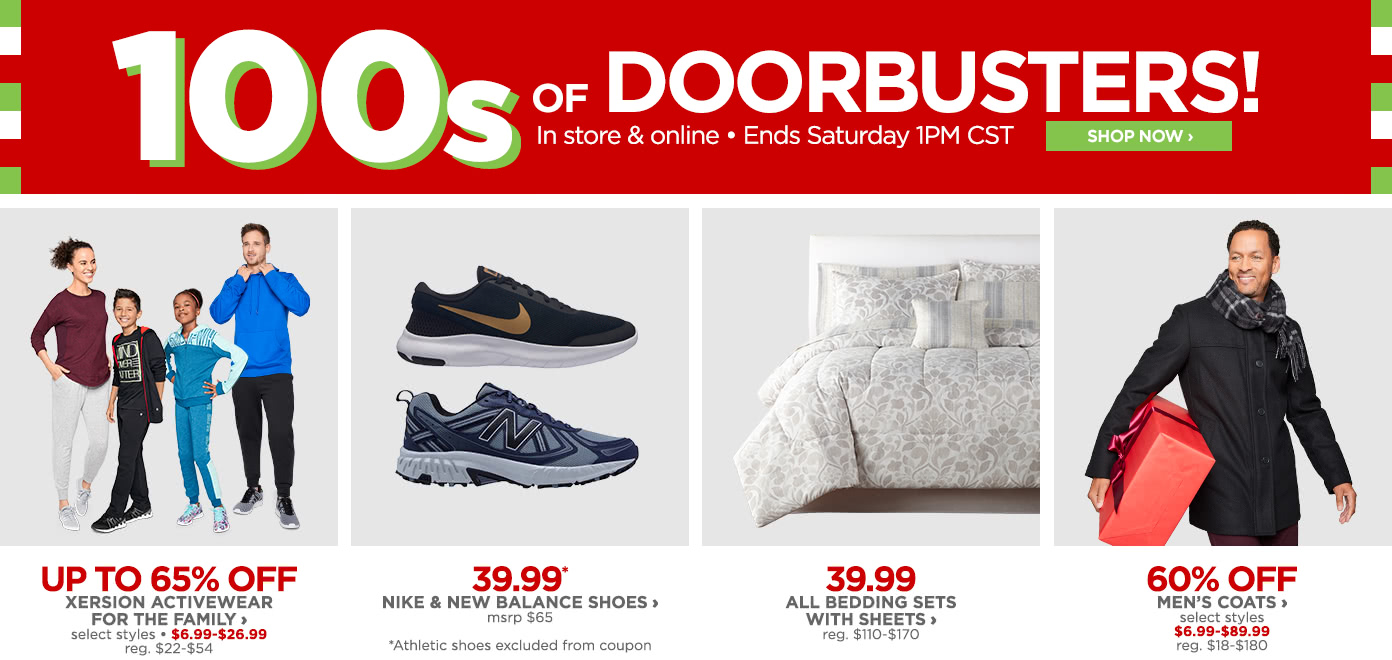 100s OF DOORBUSTERS!
In store & online • Ends Saturday 1PM CST
SHOP NOW ›
MIND
OVER
MATTER
N
UP TO 65% OFF
XERSION ACTIVEWEAR
FOR THE FAMILY ›
select styles • $6.99-$26.99
reg. $22-$54
39.99*
NIKE & NEW BALANCE SHOES ›
msrp $65
*Athletic shoes excluded from coupon
39.99
ALL BEDDING SETS
WITH SHEETS ›
reg. $110-$170
60% OFF
MEN'S COATS ›
select styles
$6.99-$89.99
reg. $18-$180